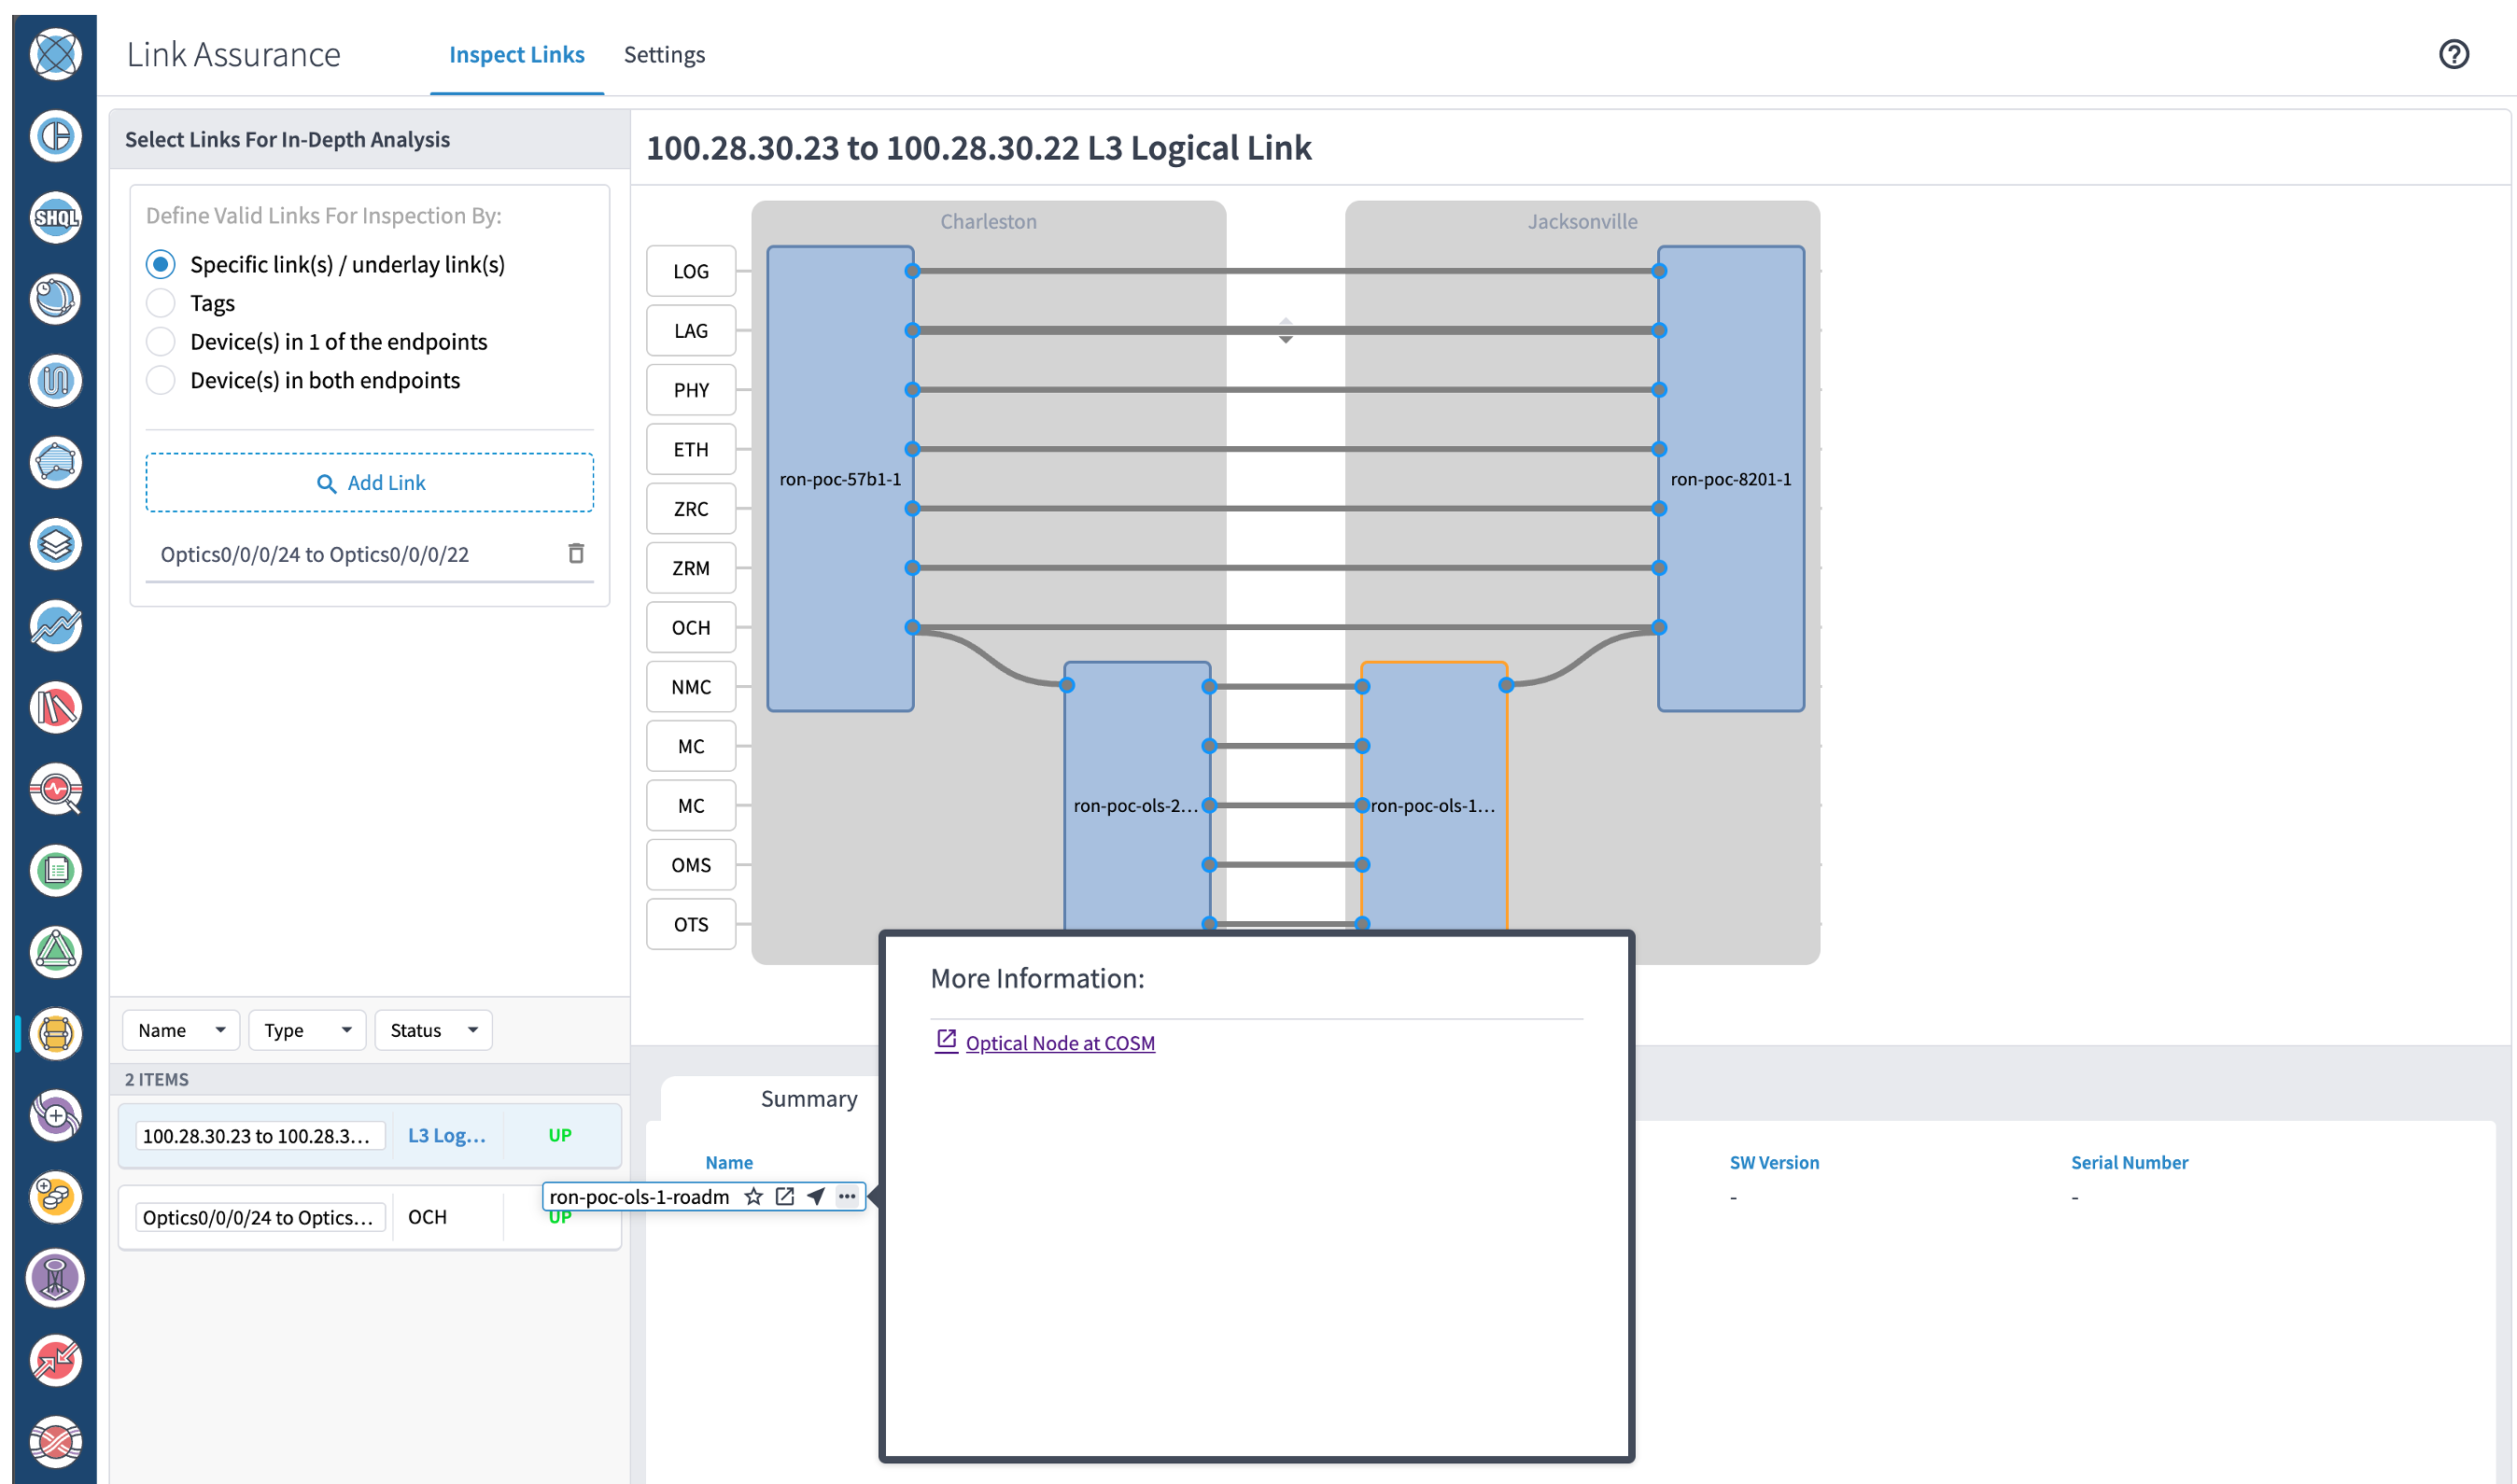 Link Assurance
Inspect Links
Settings
SHQL
Select Links For In-Depth Analysis
Define Valid Links For Inspection By:
Specific link(s) / underlay link(s)
Tags
Device(s) in 1 of the endpoints
Device(s) in both endpoints
Add Link
Optics0/0/0/24 to Optics0/0/0/22
Name
Type
Status
2 ITEMS
100.28.30.23 to 100.28.3...
L3 Log...
UP
Optics0/0/0/24 to Optics...
OCH
UP
100.28.30.23 to 100.28.30.22 L3 Logical Link
Charleston
Jacksonville
LOG
LAG
PHY
ETH
ZRC
ZRM
OCH
NMC
MC
MC
OMS
OTS
ron-poc-57b1-1
ron-poc-8201-1
ron-poc-ols-2...
ron-poc-ols-1...
Summary
Name
ron-poc-ols-1-roadm
More Information:
Optical Node at COSM
SW Version
-
Serial Number
-